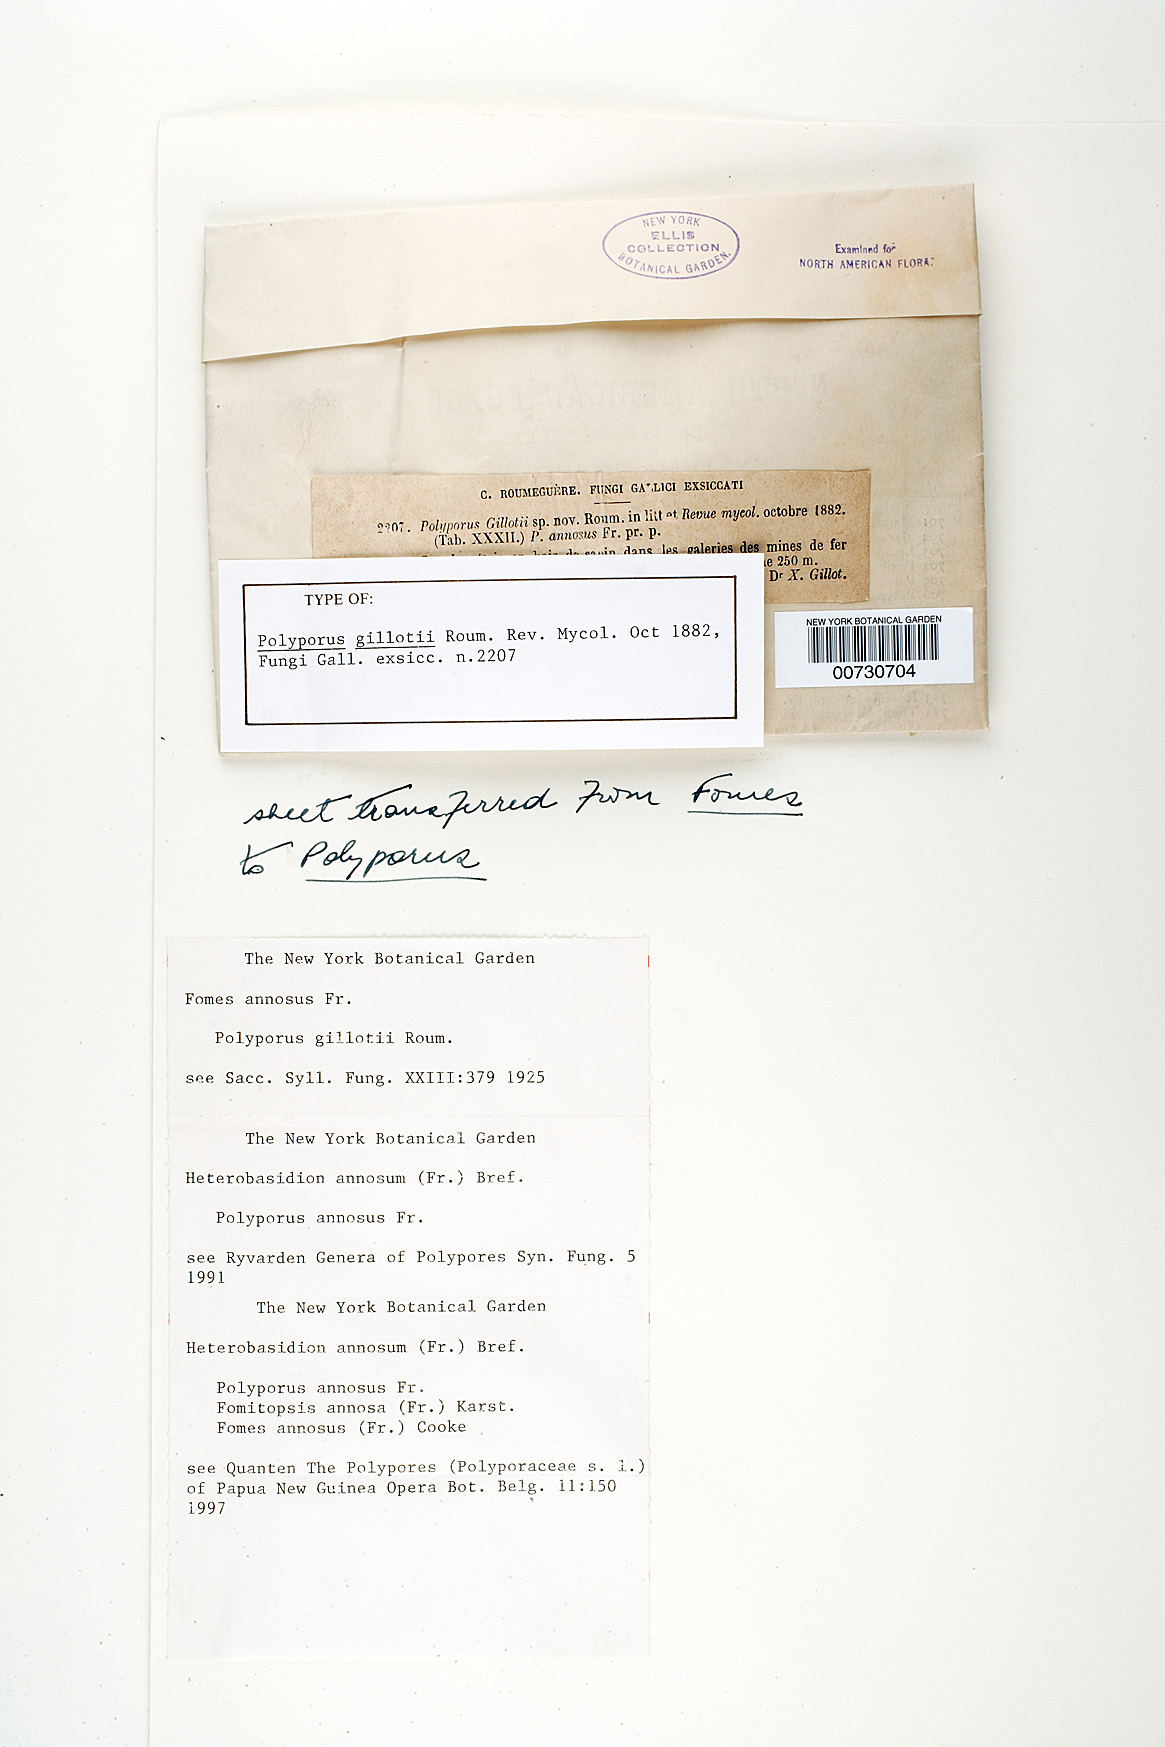 NEW YORK
ELLIS
COLLECTION
BOTANICAL GARDEN.
Examined for
NORTH AMERICAN FLORA.
C. ROUMEGUÈRE. FUNGI GALLICI EXSICCATI
2207. Polyporus Gillotii sp. nov. Roum. in litt et Revue mycol. octobre 1882.
(Tab. XXXII.) P. annosus Fr. pr. p.
dans les galeries des mines de fer
250 m.
Dr X. Gillot.
TYPE OF:
Polyporus gillotii Roum. Rev. Mycol. Oct 1882,
Fungi Gall. exsicc. n.2207
NEW YORK BOTANICAL GARDEN
00730704
sheet transferred from Fomes
to Polyporus
The New York Botanical Garden
Fomes annosus Fr.
Polyporus gillotii Roum.
see Sacc. Syll. Fung. XXIII:379 1925
The New York Botanical Garden
Heterobasidion annosum (Fr.) Bref.
Polyporus annosus Fr.
see Ryvarden Genera of Polypores Syn. Fung. 5
1991
The New York Botanical Garden
Heterobasidion annosum (Fr.) Bref.
Polyporus annosus Fr.
Fomitopsis annosa (Fr.) Karst.
Fomes annosus (Fr.) Cooke
see Quanten The Polypores (Polyporaceae s. l.)
of Papua New Guinea Opera Bot. Belg. 11:150
1997